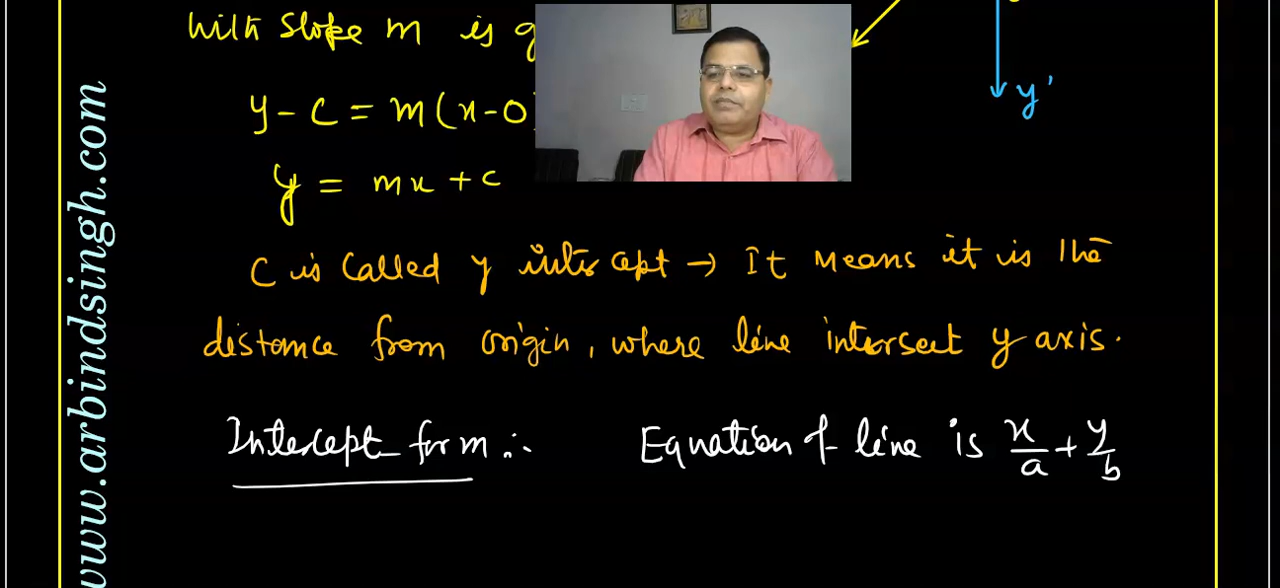 with slope m is g
y - c = m(x-0)
y = mx + c
C is called y intercept → It means it is the
distance from origin, where line intersect y axis.
Intercept form :- Equation of line is x/a + y/b
y'
www.arbindsingh.com